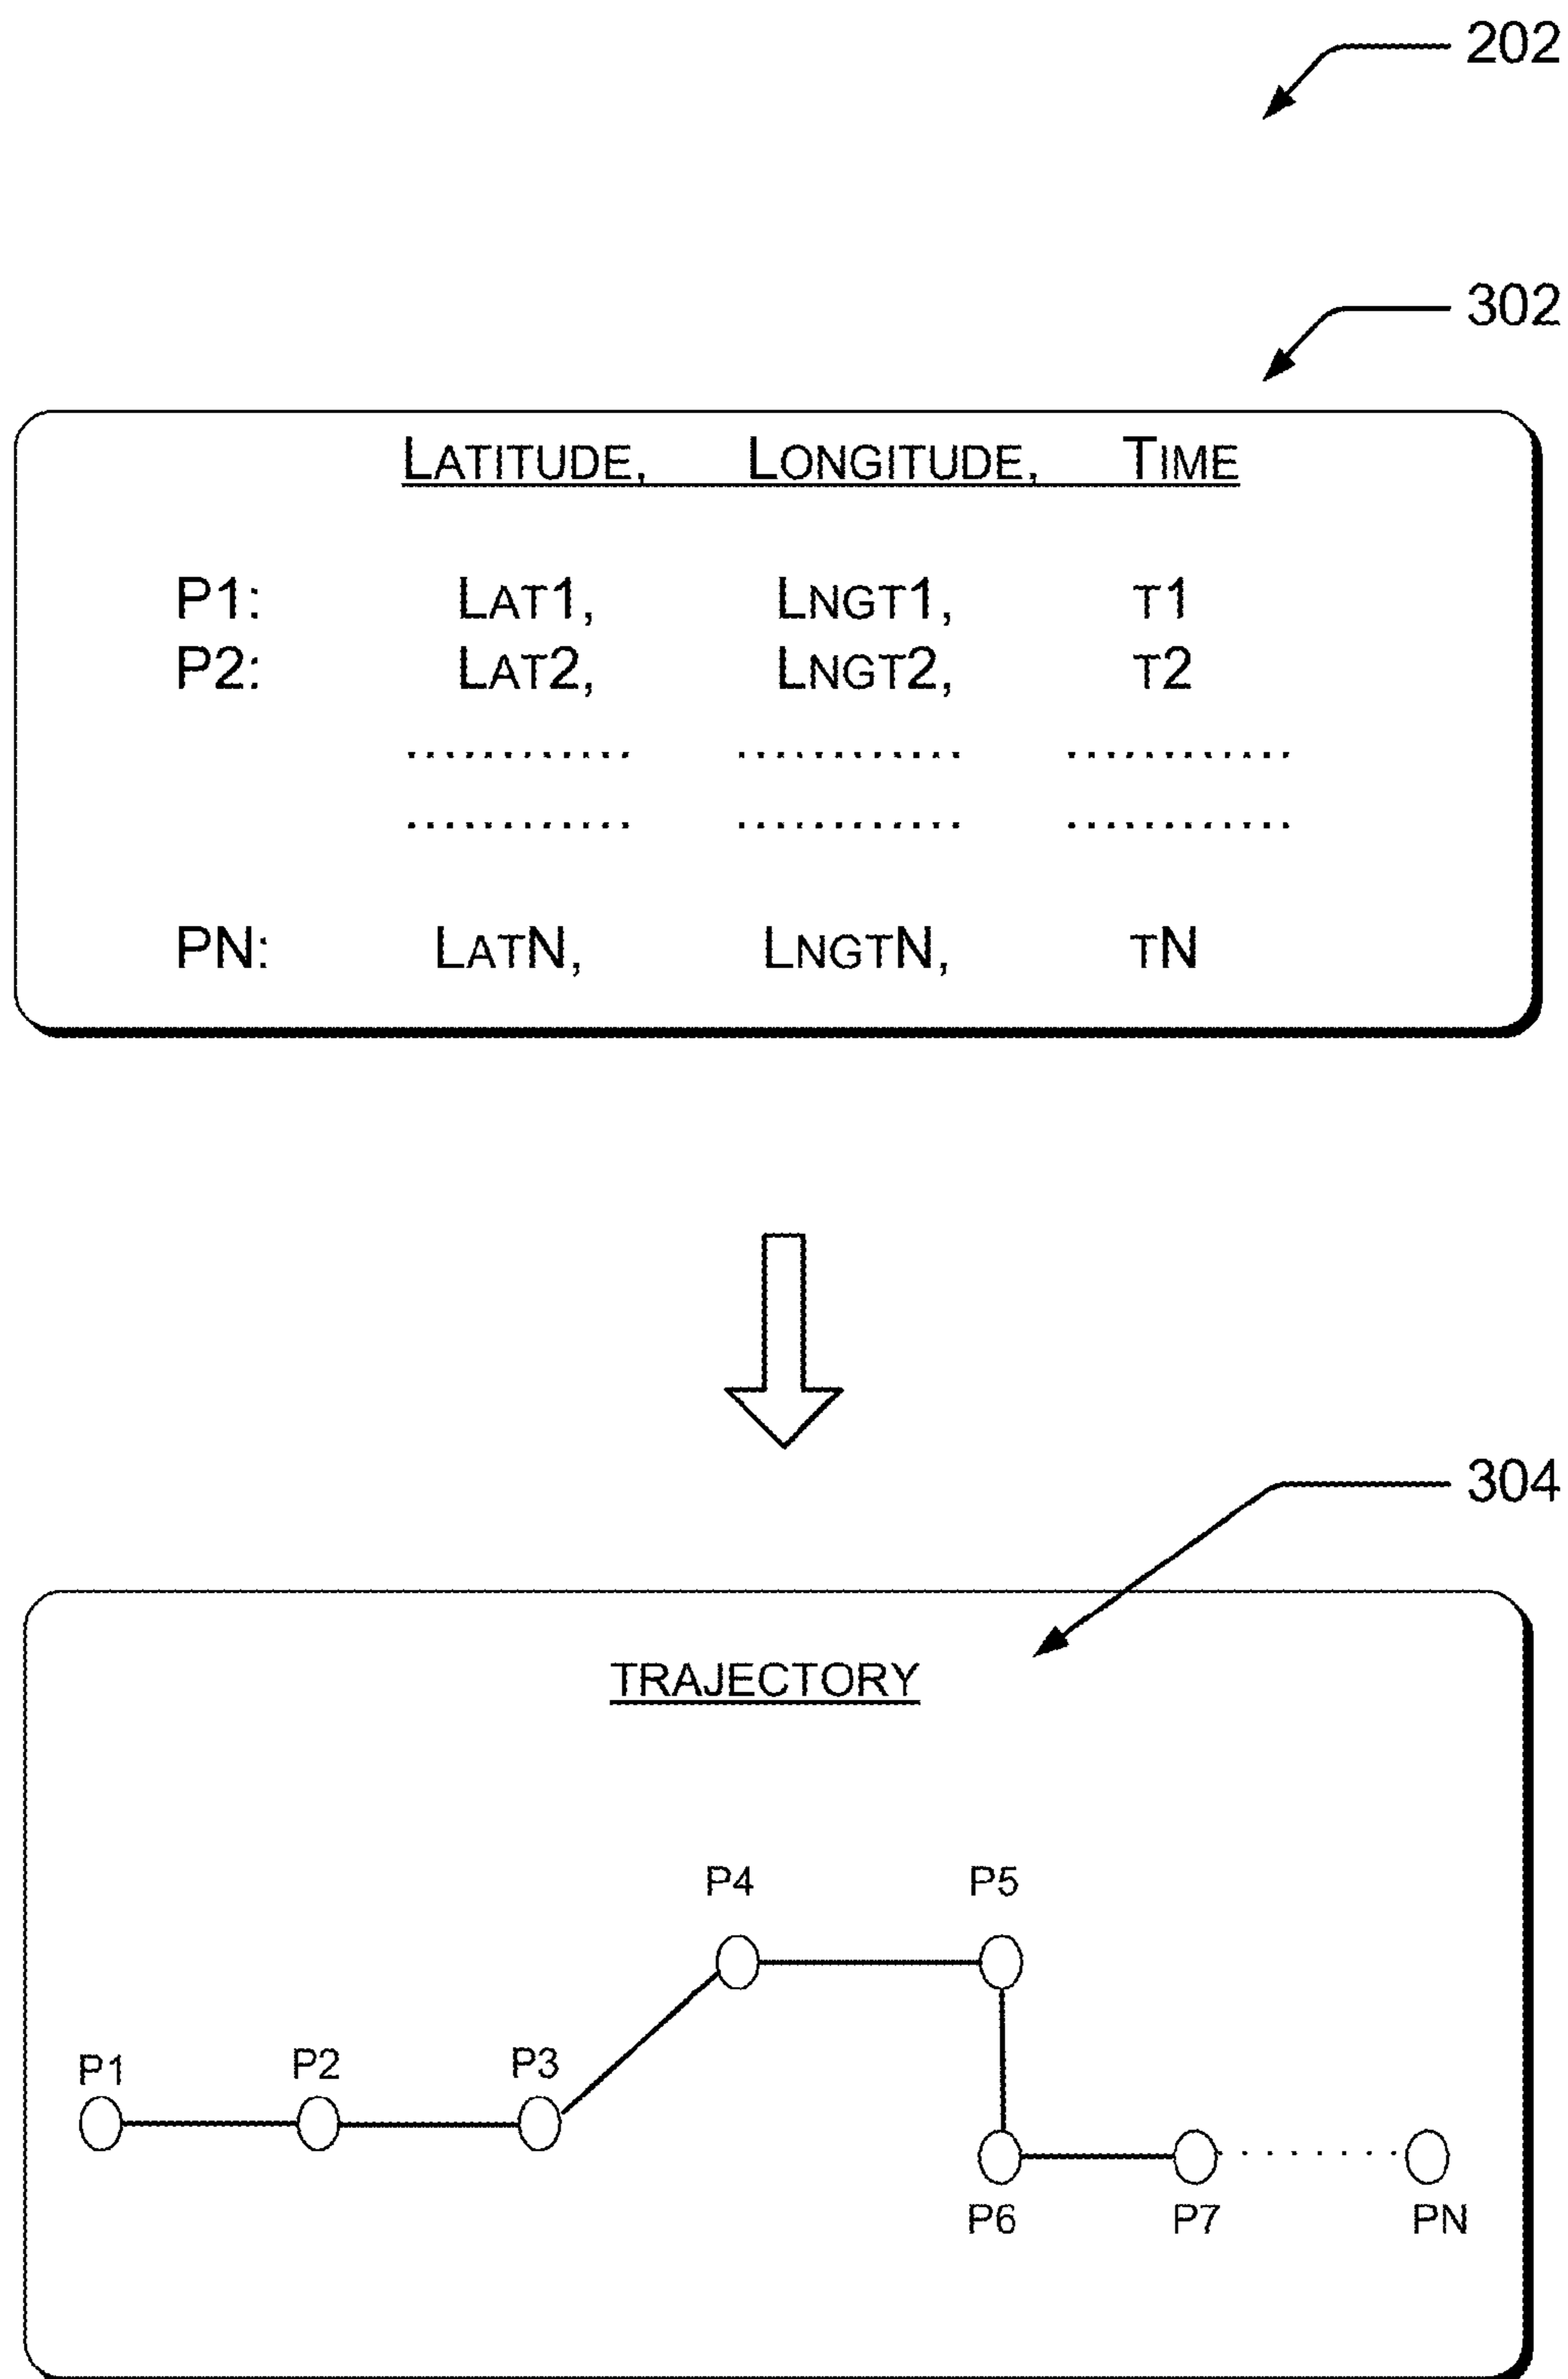 202
302
LATITUDE, LONGITUDE, TIME
P1: LAT1, LNGT1, T1
P2: LAT2, LNGT2, T2
............ ............ ............
............ ............ ............
PN: LATN, LNGTN, TN
304
TRAJECTORY
P4 P5
P1 P2 P3
P6 P7 PN